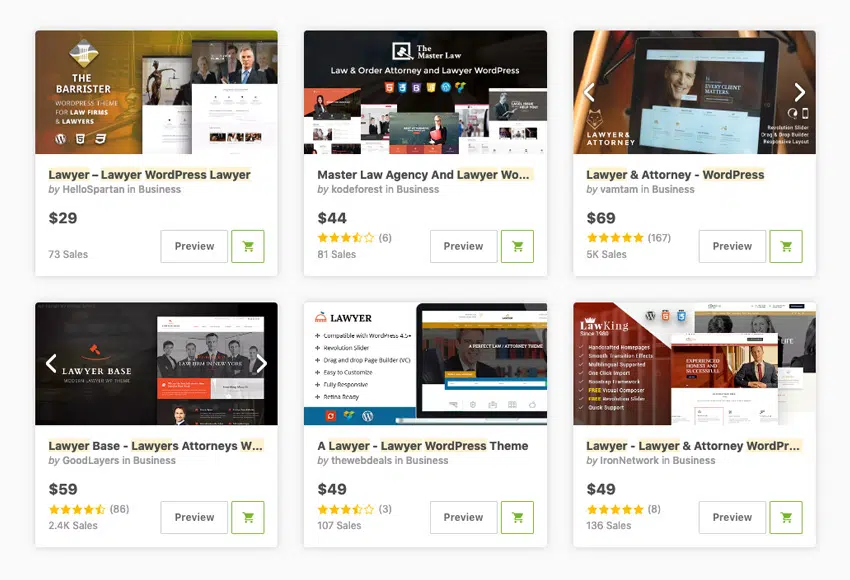 THE
BARRISTER
WORDPRESS THEME
FOR LAW FIRMS
& LAWYERS
Lawyer – Lawyer WordPress Lawyer
by HelloSpartan in Business
$29
73 Sales
Preview
The
Master Law
Law & Order Attorney and Lawyer WordPress
Master Law Agency And Lawyer Wo...
by kodeforest in Business
$44
(6)
81 Sales
Preview
EVERY CLIENT
MATTERS.
LAWYER &
ATTORNEY
Revolution Slider
Drag & Drop Builder
Responsive Layout
Lawyer & Attorney - WordPress
by vamtam in Business
$69
(167)
5K Sales
Preview
LAWYER BASE
MODERN LAWYER WP THEME
LAW FIRM IN NEW YORK
Lawyer Base - Lawyers Attorneys W...
by GoodLayers in Business
$59
(86)
2.4K Sales
Preview
LAWYER
Compatible with WordPress 4.5+
Revolution Slider
Drag and drop Page Builder (VC)
Easy to Customize
Fully Responsive
Retina Ready
A PERFECT LAW / ATTORNEY THEME
A Lawyer - Lawyer WordPress Theme
by thewebdeals in Business
$49
(3)
107 Sales
Preview
LawKing
Since 1980
Handcrafted Homepages
Smooth Transition Effects
Multilingual Supported
One Click Import
Boostrap Framework
FREE Visual Composer
FREE Revolution Slider
Quick Support
EXPERIENCED
HONEST AND
SUCCESSFULL
Lawyer - Lawyer & Attorney WordPr...
by IronNetwork in Business
$49
(8)
136 Sales
Preview